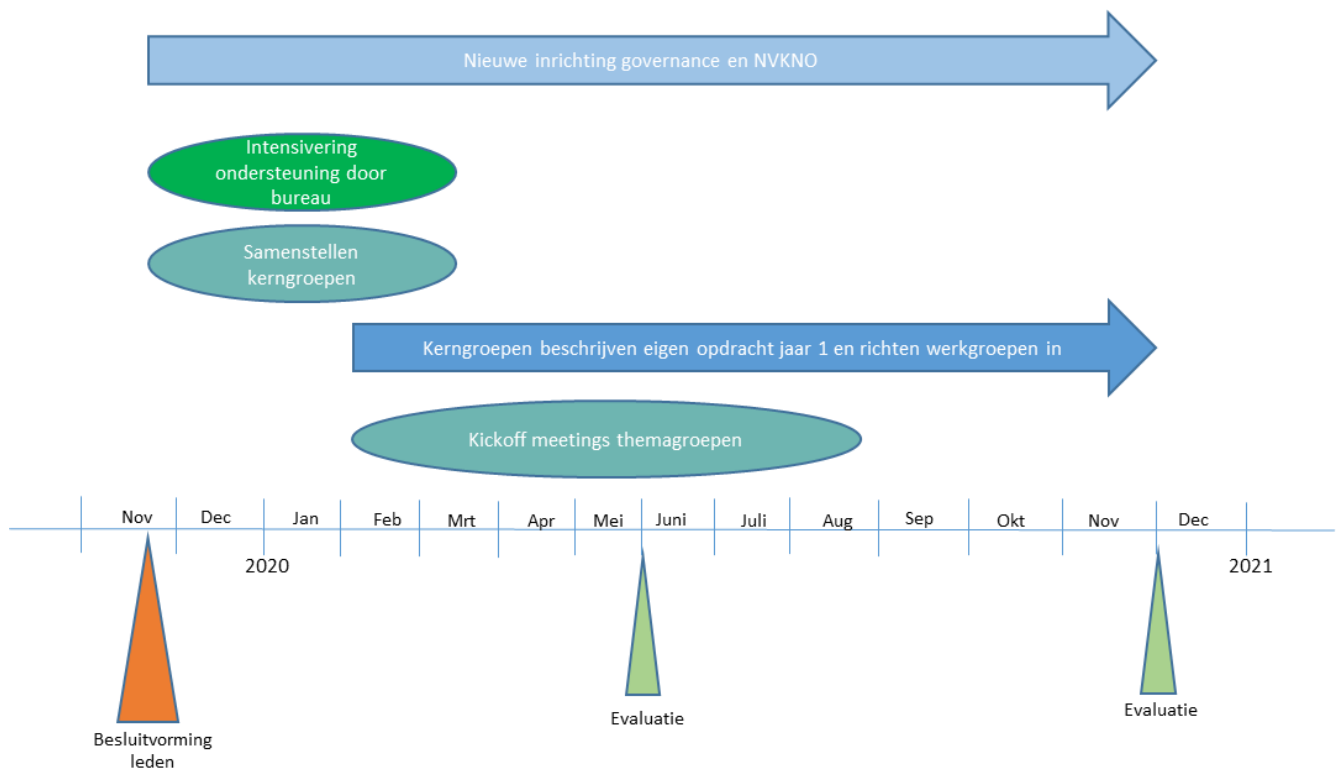 Nieuwe inrichting governance en NVKNO
Intensivering
ondersteuning door
bureau
Samenstellen
kerngroepen
Kerngroepen beschrijven eigen opdracht jaar 1 en richten werkgroepen in
Kickoff meetings themagroepen
Nov Dec Jan Feb Mrt Apr Mei Juni Juli Aug Sep Okt Nov Dec
2020 2021
Besluitvorming
leden
Evaluatie
Evaluatie